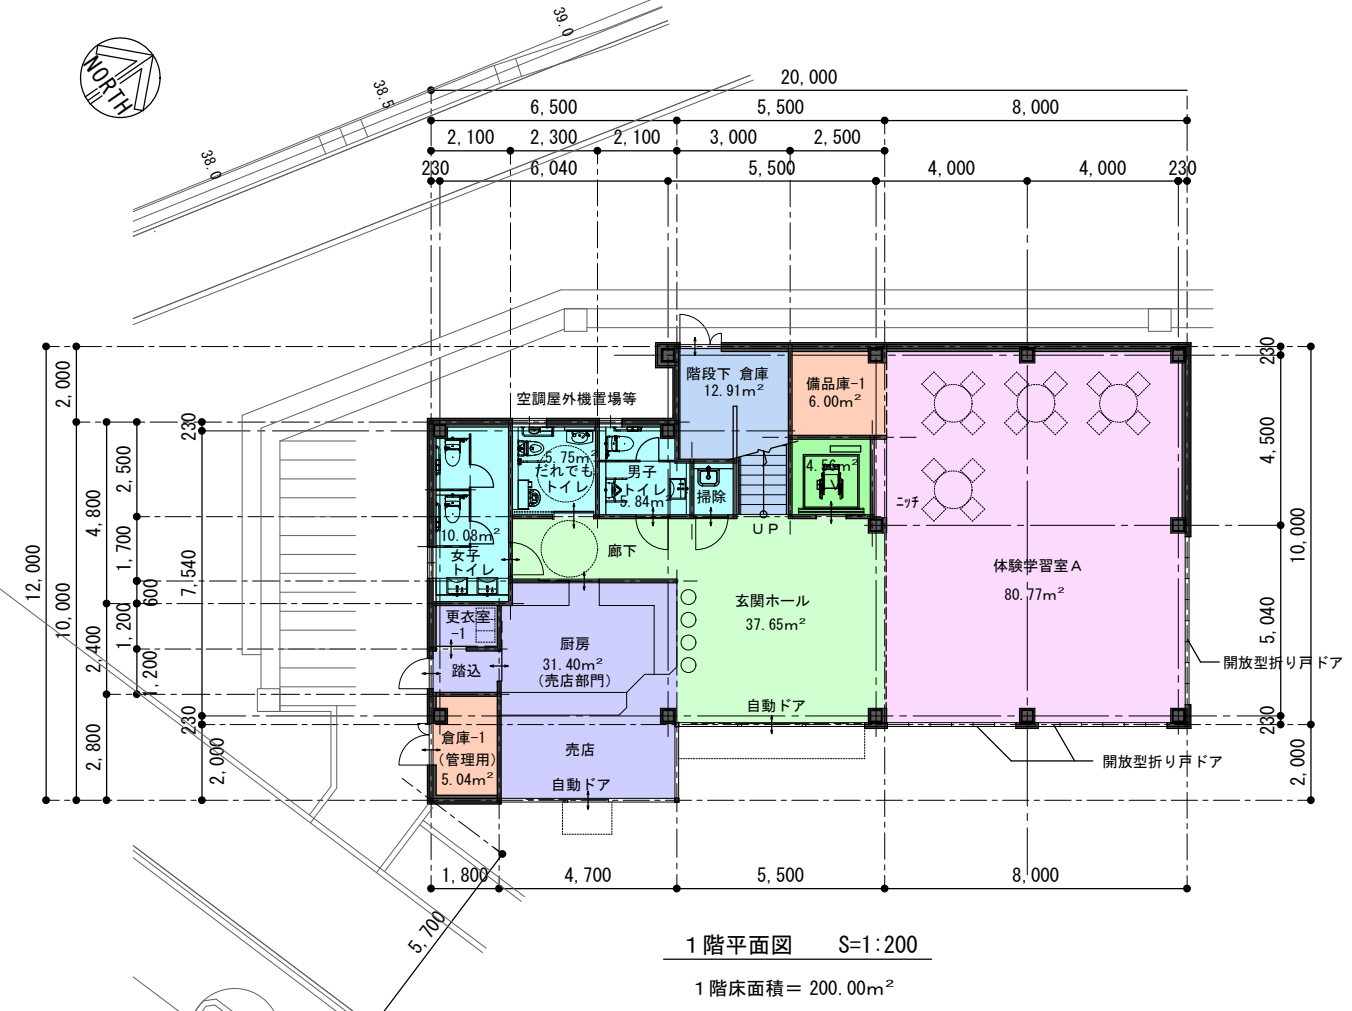 NORTH
39.0
38.5
38.0
20,000
6,500
5,500
8,000
2,100
2,300
2,100
3,000
2,500
230
6,040
5,500
4,000
4,000
230
12,000
2,000
10,000
4,800
2,400
2,800
2,500
1,700
600
1,200
1,200
230
7,540
230
2,000
空調屋外機置場等
階段下 倉庫
12.91m²
備品庫-1
6.00m²
5.75m²
だれでも
トイレ
男子
トイレ
5.84m²
掃除
4.56m²
EV
UP
ニッチ
10.08m²
女子
トイレ
廊下
体験学習室A
80.77m²
玄関ホール
37.65m²
更衣室
-1
踏込
厨房
31.40m²
(売店部門)
自動ドア
倉庫-1
(管理用)
5.04m²
売店
自動ドア
開放型折り戸ドア
開放型折り戸ドア
230
4,500
5,040
230
10,000
2,000
1,800
4,700
5,500
8,000
5,700
1階平面図 S=1:200
1階床面積= 200.00m²